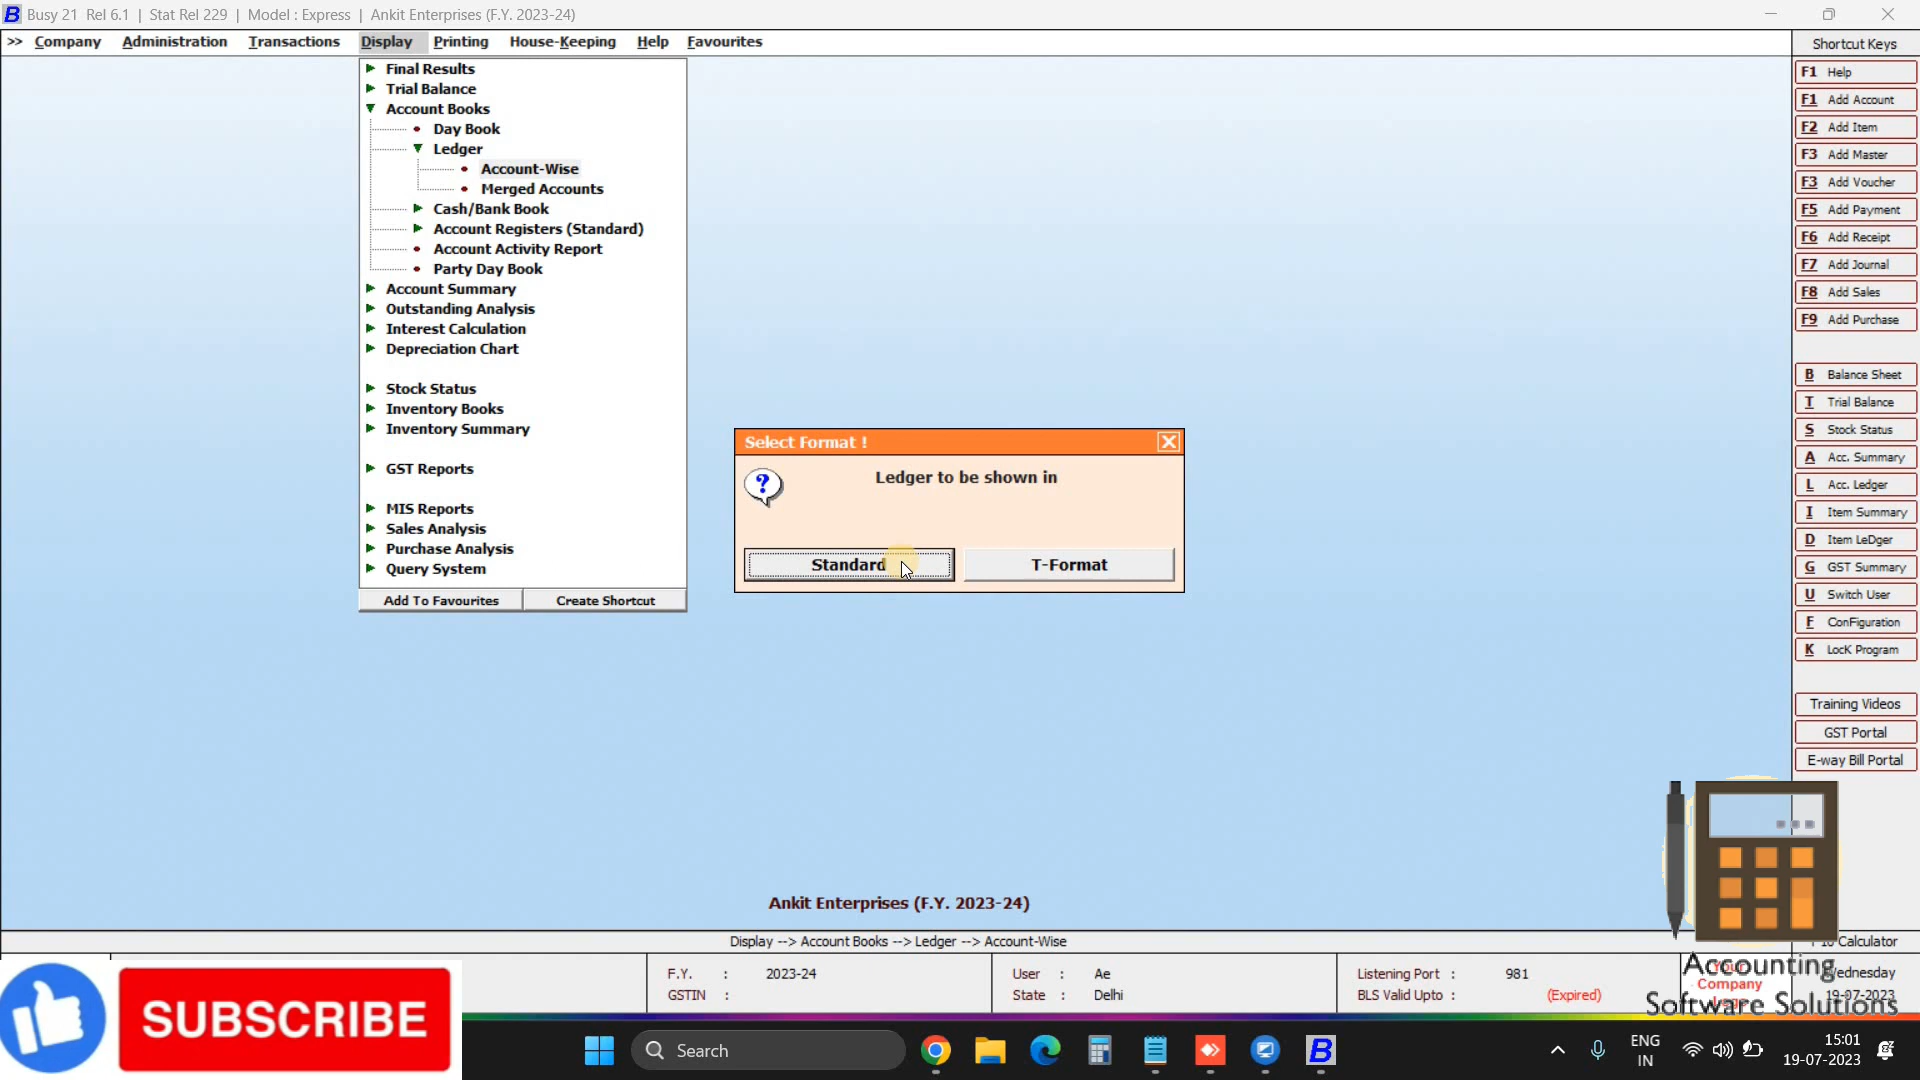 Busy 21 Rel 6.1 | Stat Rel 229 | Model : Express | Ankit Enterprises (F.Y. 2023-24)
>> Company Administration Transactions Display Printing House-Keeping Help Favourites
Final Results
Trial Balance
Account Books
Day Book
Ledger
Account-Wise
Merged Accounts
Cash/Bank Book
Account Registers (Standard)
Account Activity Report
Party Day Book
Account Summary
Outstanding Analysis
Interest Calculation
Depreciation Chart
Stock Status
Inventory Books
Inventory Summary
GST Reports
MIS Reports
Sales Analysis
Purchase Analysis
Query System
Add To Favourites Create Shortcut
Select Format !
?
Ledger to be shown in
Standard T-Format
Shortcut Keys
F1 Help
F1 Add Account
F2 Add Item
F3 Add Master
F3 Add Voucher
F5 Add Payment
F6 Add Receipt
F7 Add Journal
F8 Add Sales
F9 Add Purchase
B Balance Sheet
T Trial Balance
S Stock Status
A Acc. Summary
L Acc. Ledger
I Item Summary
D Item LeDger
G GST Summary
U Switch User
F ConFiguration
K LocK Program
Training Videos
GST Portal
E-way Bill Portal
Ankit Enterprises (F.Y. 2023-24)
Display --> Account Books --> Ledger --> Account-Wise
Calculator
F.Y. : 2023-24
GSTIN :
User : Ae
State : Delhi
Listening Port : 981
BLS Valid Upto : (Expired)
Your
Company
Accounting
Software Solutions
19-07-2023
SUBSCRIBE
Search
ENG
IN
15:01
19-07-2023